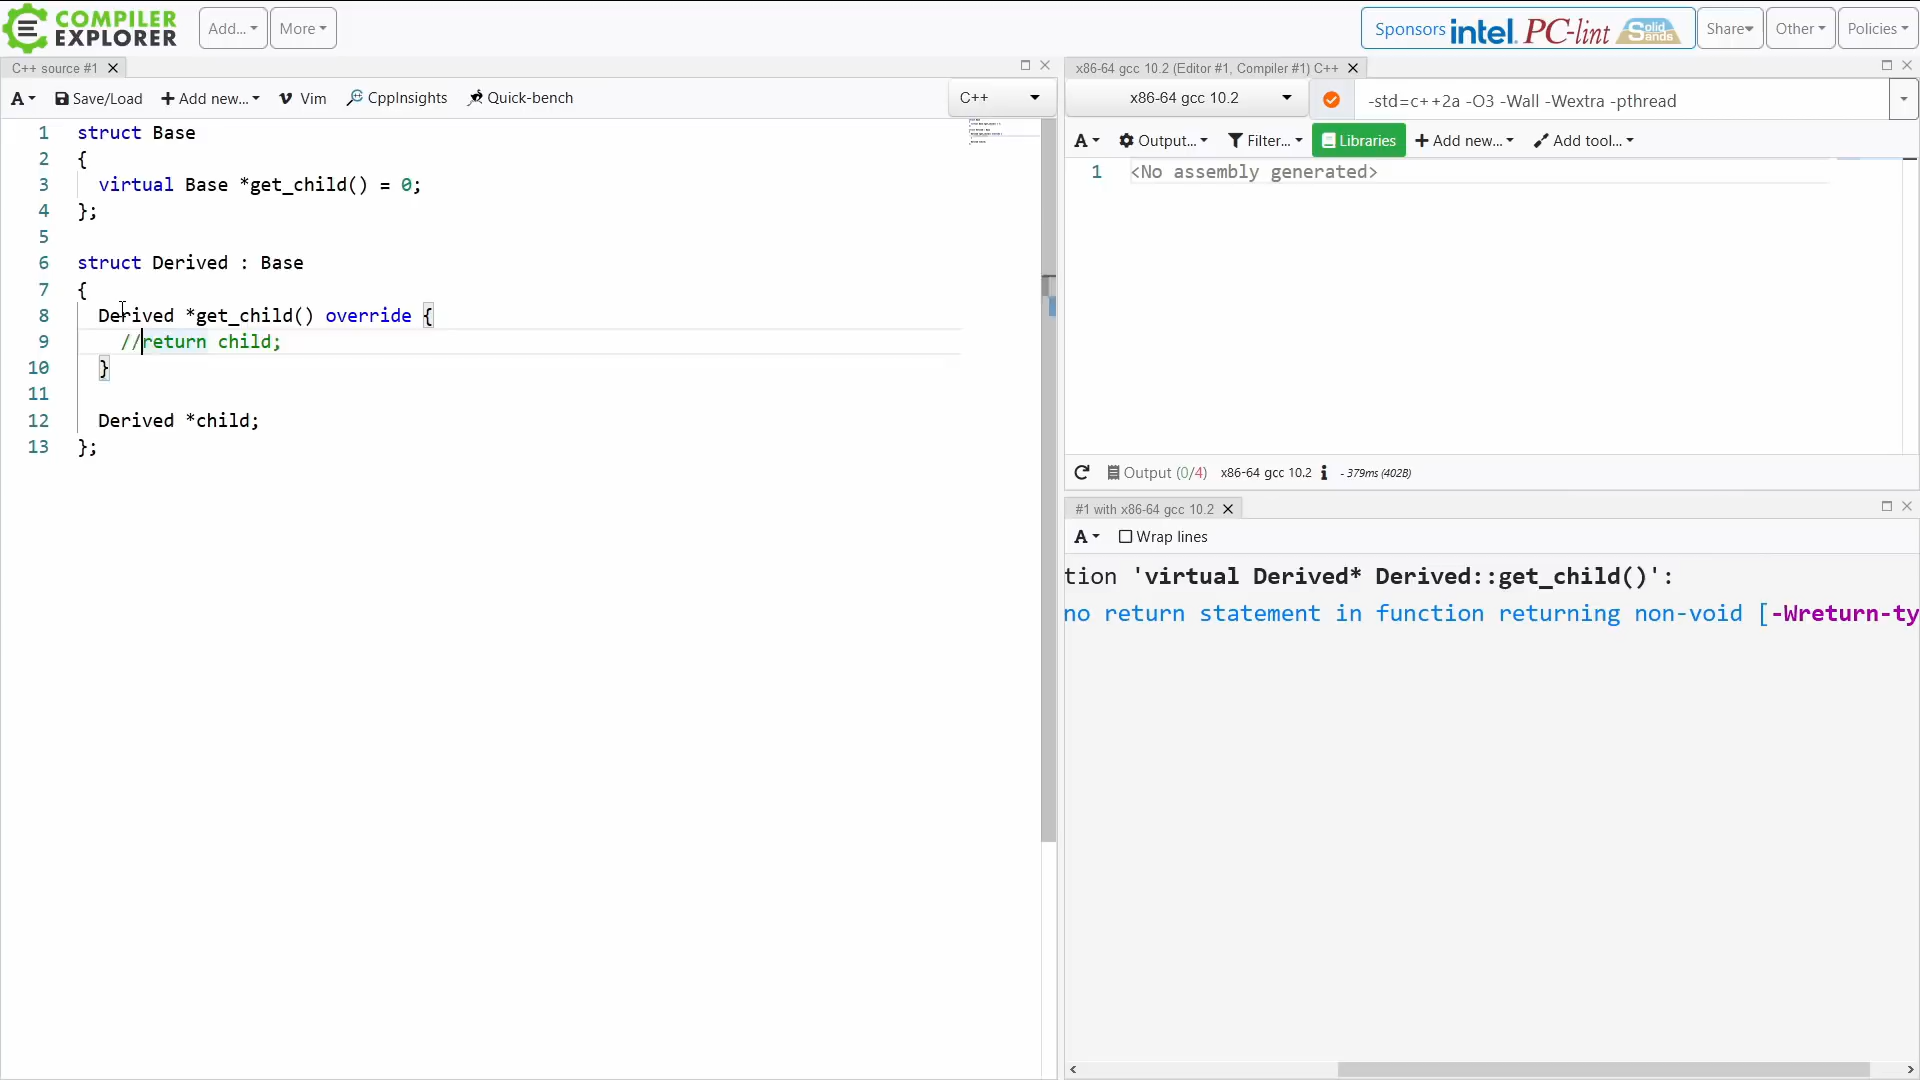 COMPILER
EXPLORER
Add...
More
Sponsors intel. PC-lint Solid Sands
Share
Other
Policies
C++ source #1
A
Save/Load
Add new...
Vim
CppInsights
Quick-bench
C++
1 struct Base
2 {
3 virtual Base *get_child() = 0;
4 };
5
6 struct Derived : Base
7 {
8 Derived *get_child() override {
9 //return child;
10 }
11
12 Derived *child;
13 };
x86-64 gcc 10.2 (Editor #1, Compiler #1) C++
x86-64 gcc 10.2
-std=c++2a -O3 -Wall -Wextra -pthread
A
Output...
Filter...
Libraries
Add new...
Add tool...
1 <No assembly generated>
Output (0/4) x86-64 gcc 10.2 i - 379ms (402B)
#1 with x86-64 gcc 10.2
A
Wrap lines
tion 'virtual Derived* Derived::get_child()':
no return statement in function returning non-void [-Wreturn-ty